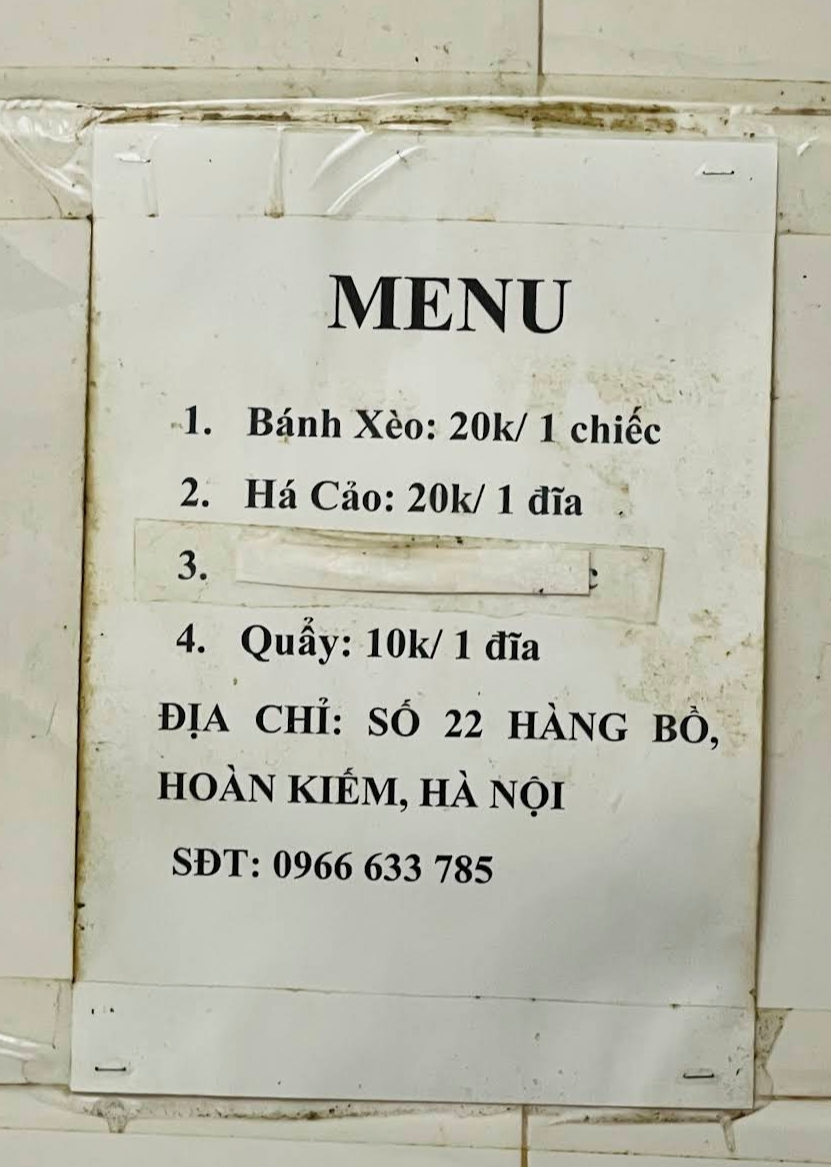 MENU
1. Bánh Xèo: 20k/ 1 chiếc
2. Há Cảo: 20k/ 1 đĩa
3.
4. Quẩy: 10k/ 1 đĩa
ĐỊA CHỈ: SỐ 22 HÀNG BỒ,
HOÀN KIẾM, HÀ NỘI
SĐT: 0966 633 785